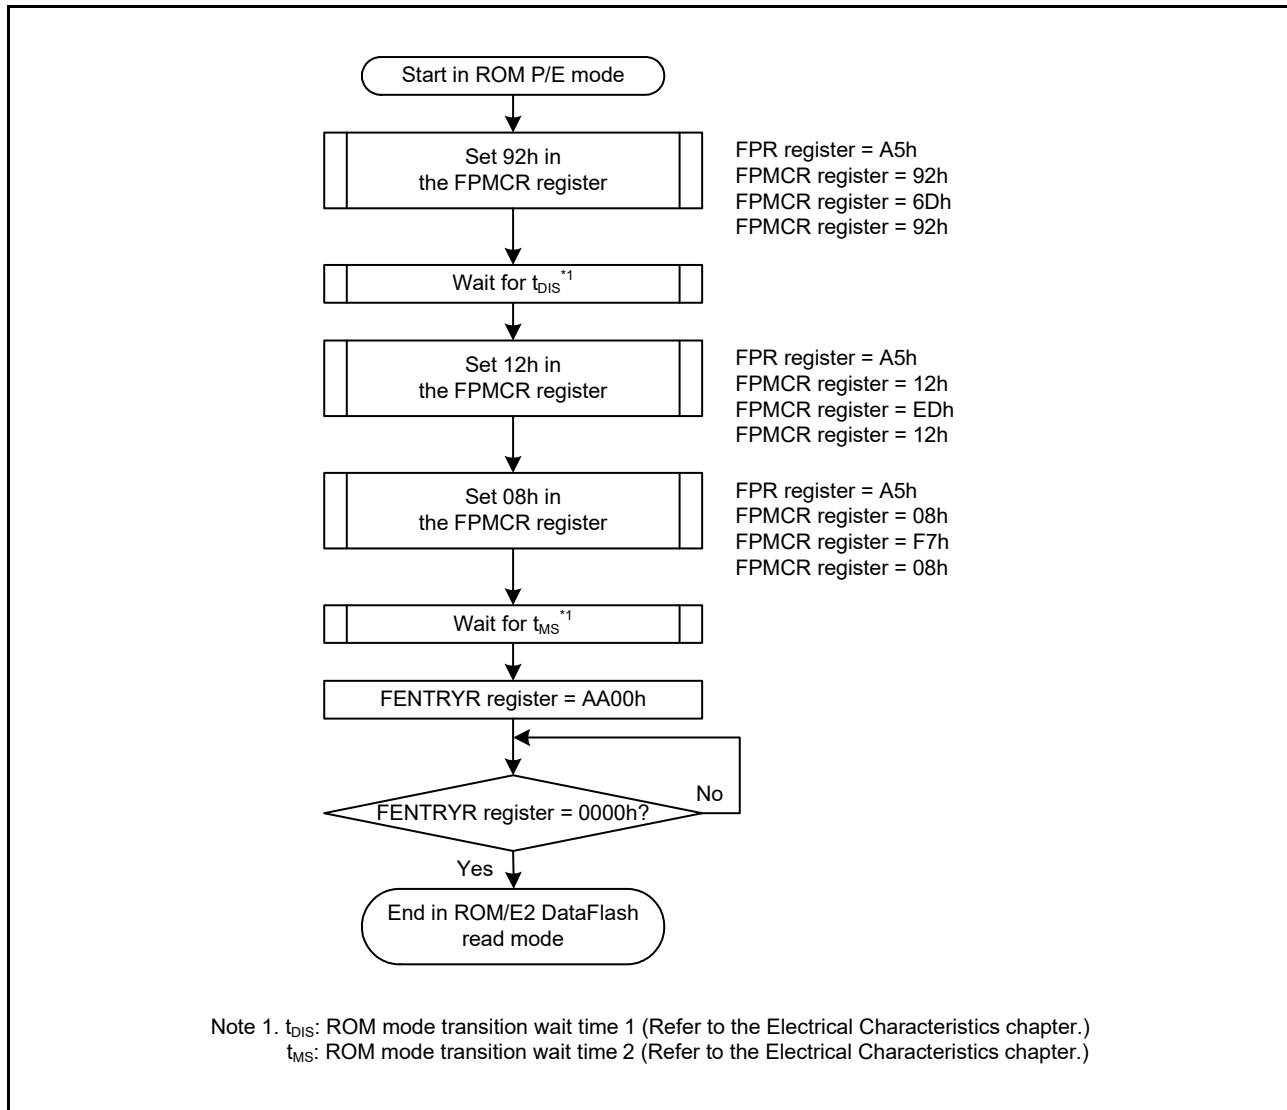 Start in ROM P/E mode
Set 92h in
the FPMCR register
FPR register = A5h
FPMCR register = 92h
FPMCR register = 6Dh
FPMCR register = 92h
Wait for tDIS*1
Set 12h in
the FPMCR register
FPR register = A5h
FPMCR register = 12h
FPMCR register = EDh
FPMCR register = 12h
Set 08h in
the FPMCR register
FPR register = A5h
FPMCR register = 08h
FPMCR register = F7h
FPMCR register = 08h
Wait for tMS*1
FENTRYR register = AA00h
FENTRYR register = 0000h?
No
Yes
End in ROM/E2 DataFlash
read mode
Note 1. tDIS: ROM mode transition wait time 1 (Refer to the Electrical Characteristics chapter.)
tMS: ROM mode transition wait time 2 (Refer to the Electrical Characteristics chapter.)